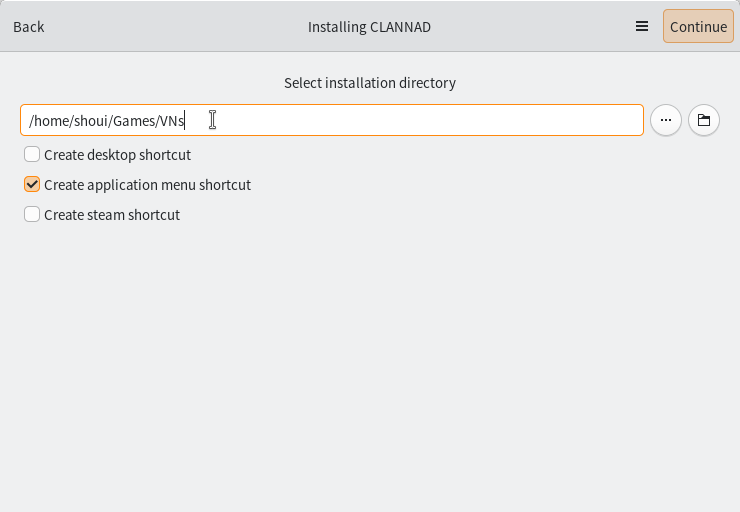 Back
Installing CLANNAD
Continue
Select installation directory
/home/shoui/Games/VNs
Create desktop shortcut
Create application menu shortcut
Create steam shortcut